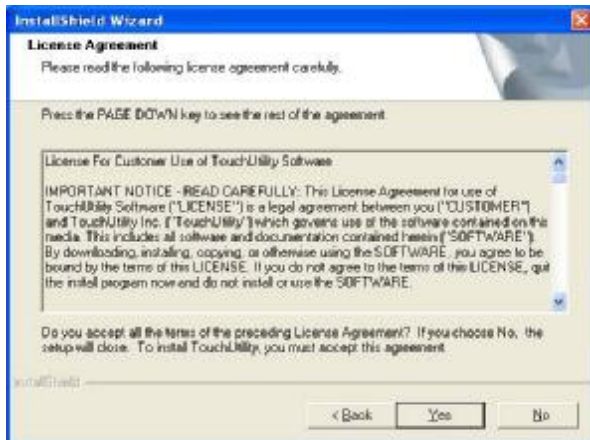 InstallShield Wizard
License Agreement
Please read the following license agreement carefully.
Press the PAGE DOWN key to see the rest of the agreement.
License For Customer Use of TouchUtility Software
IMPORTANT NOTICE - READ CAREFULLY: This License Agreement for use of
TouchUtility Software ("LICENSE") is a legal agreement between you ("CUSTOMER")
and TouchUtility Inc. ("TouchUtility") which governs use of the software contained on this
media. This includes all software and documentation contained herein ("SOFTWARE").
By downloading, installing, copying, or otherwise using the SOFTWARE, you agree to be
bound by the terms of this LICENSE. If you do not agree to the terms of this LICENSE, quit
the install program now and do not install or use the SOFTWARE.
Do you accept all the terms of the preceding License Agreement? If you choose No, the
setup will close. To install TouchUtility, you must accept this agreement.
InstallShield
< Back
Yes
No